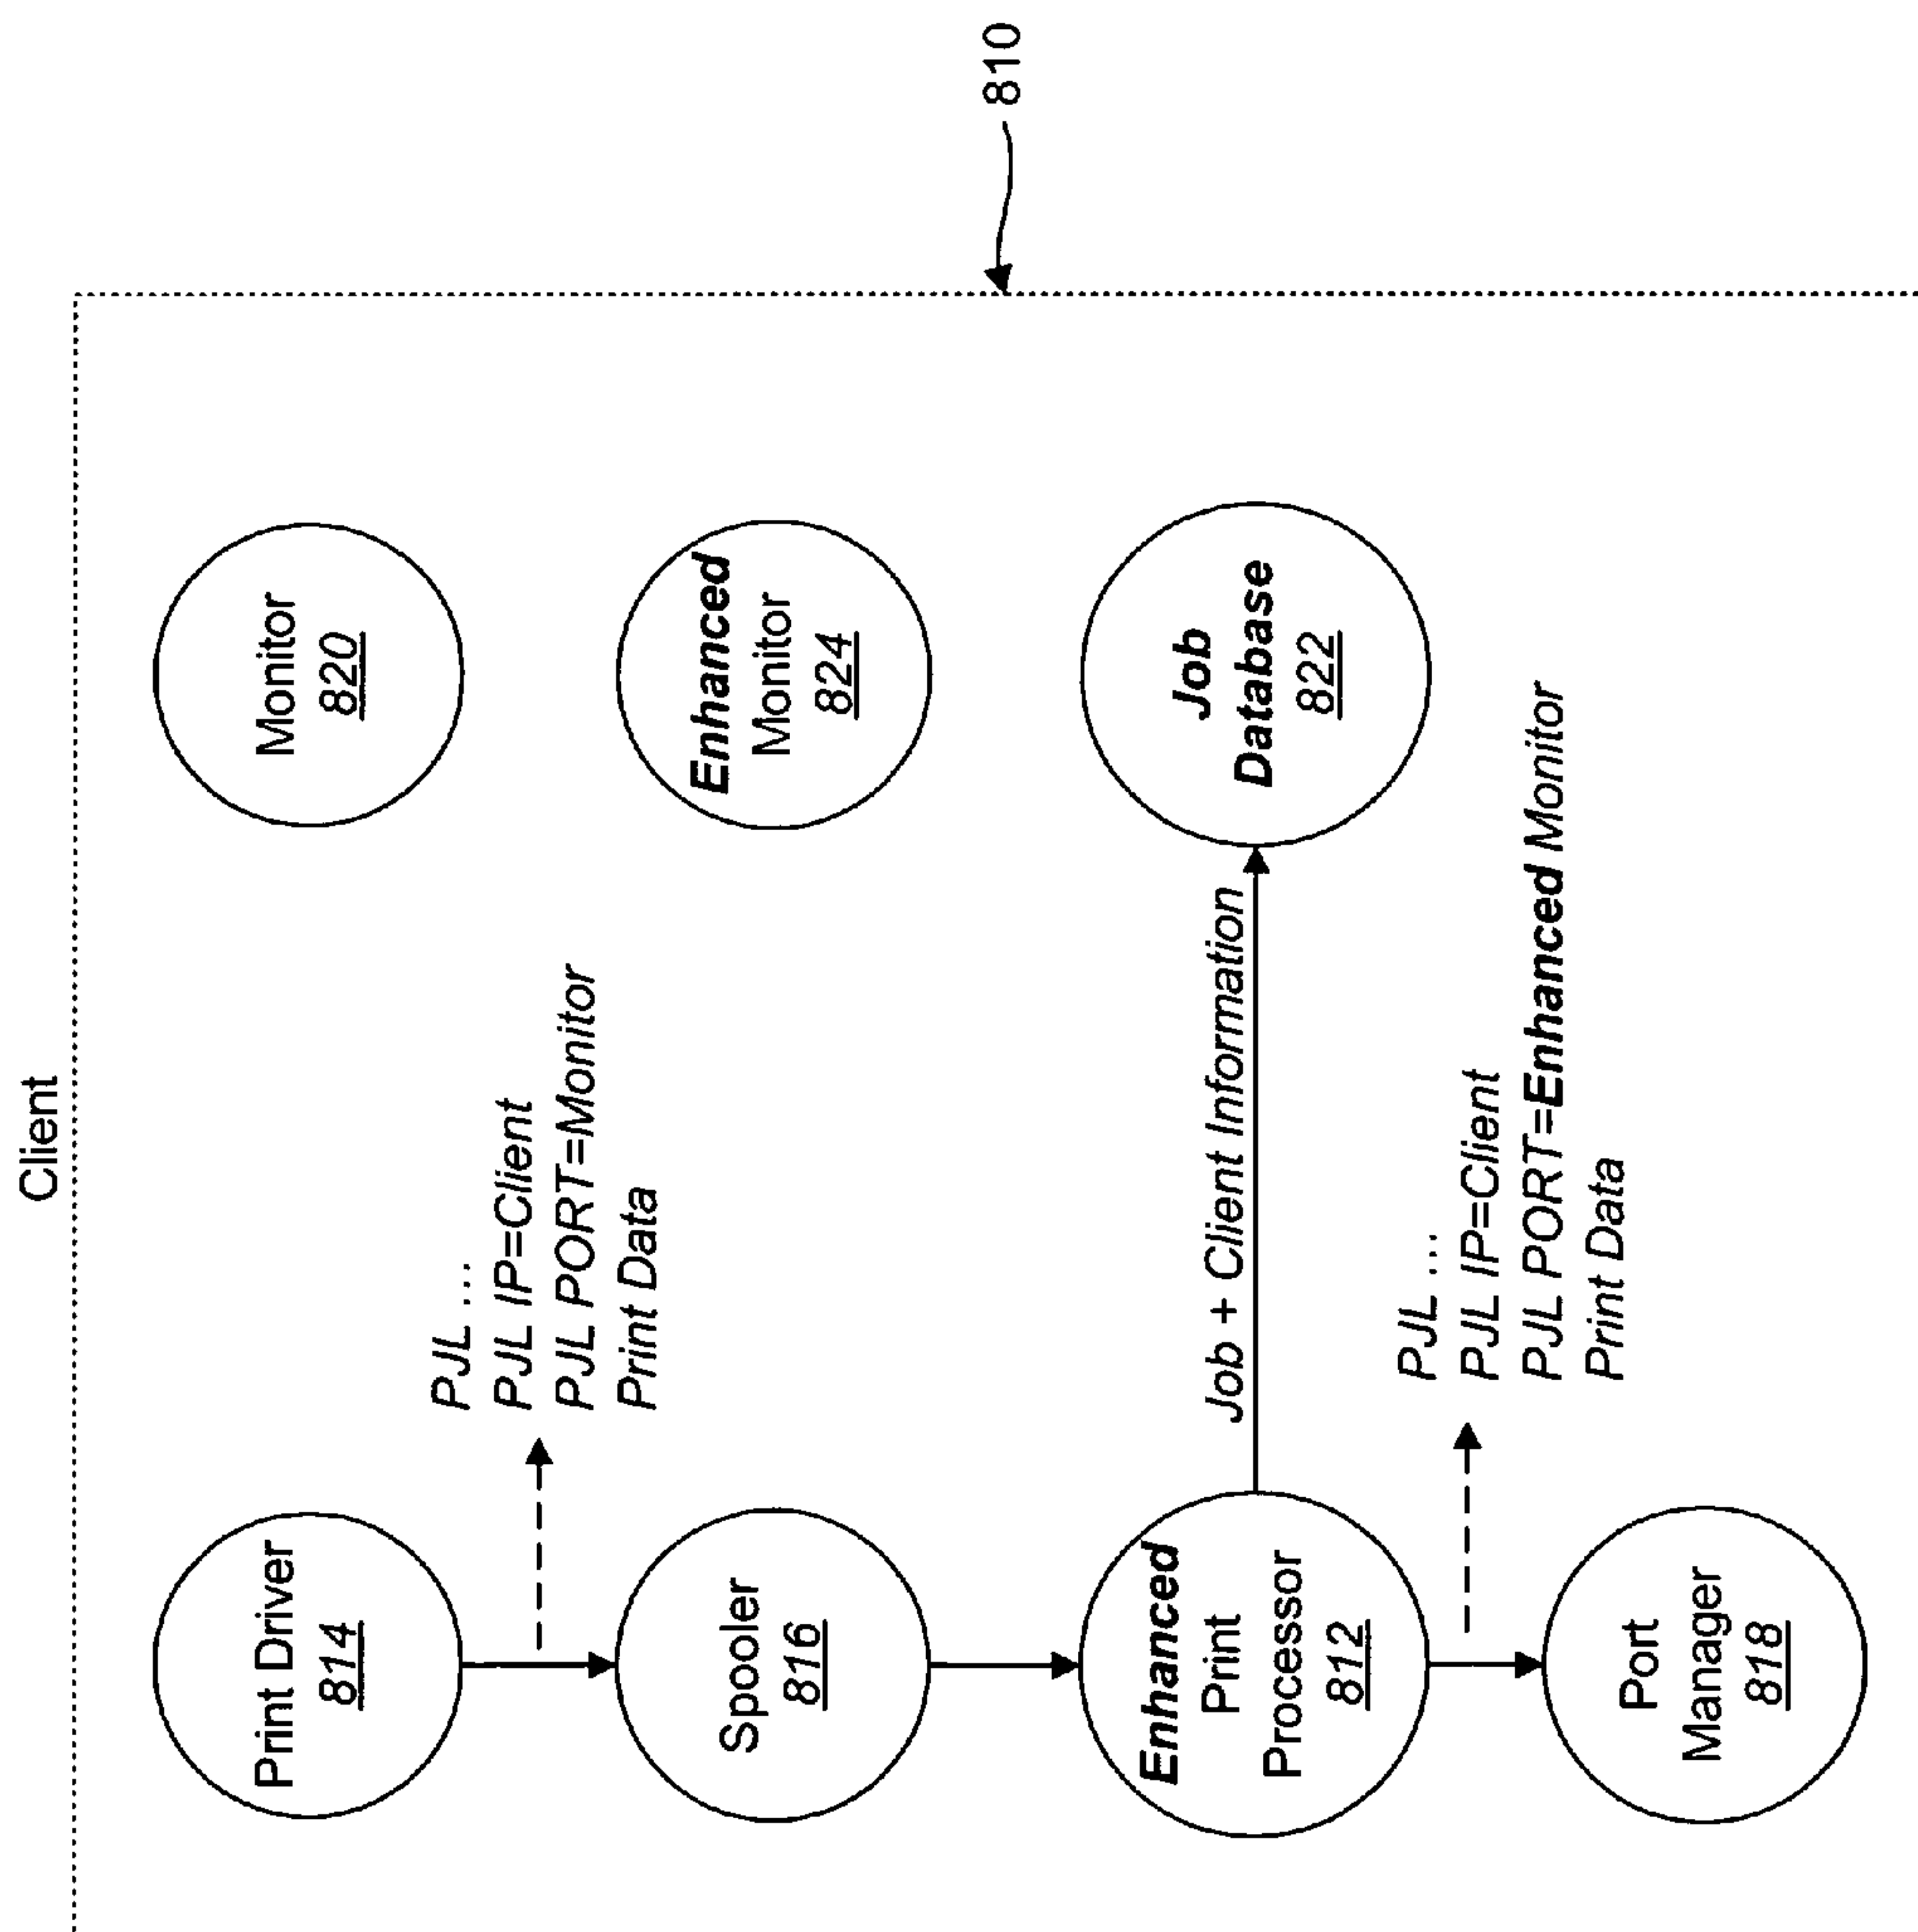 Client
810
Print Driver
814
PJL ...
PJL IP=Client
PJL PORT=Monitor
Print Data
Monitor
820
Spooler
816
Enhanced
Monitor
824
Enhanced
Print
Processor
812
Job + Client Information
Job
Database
822
PJL ...
PJL IP=Client
PJL PORT=Enhanced Monitor
Print Data
Port
Manager
818